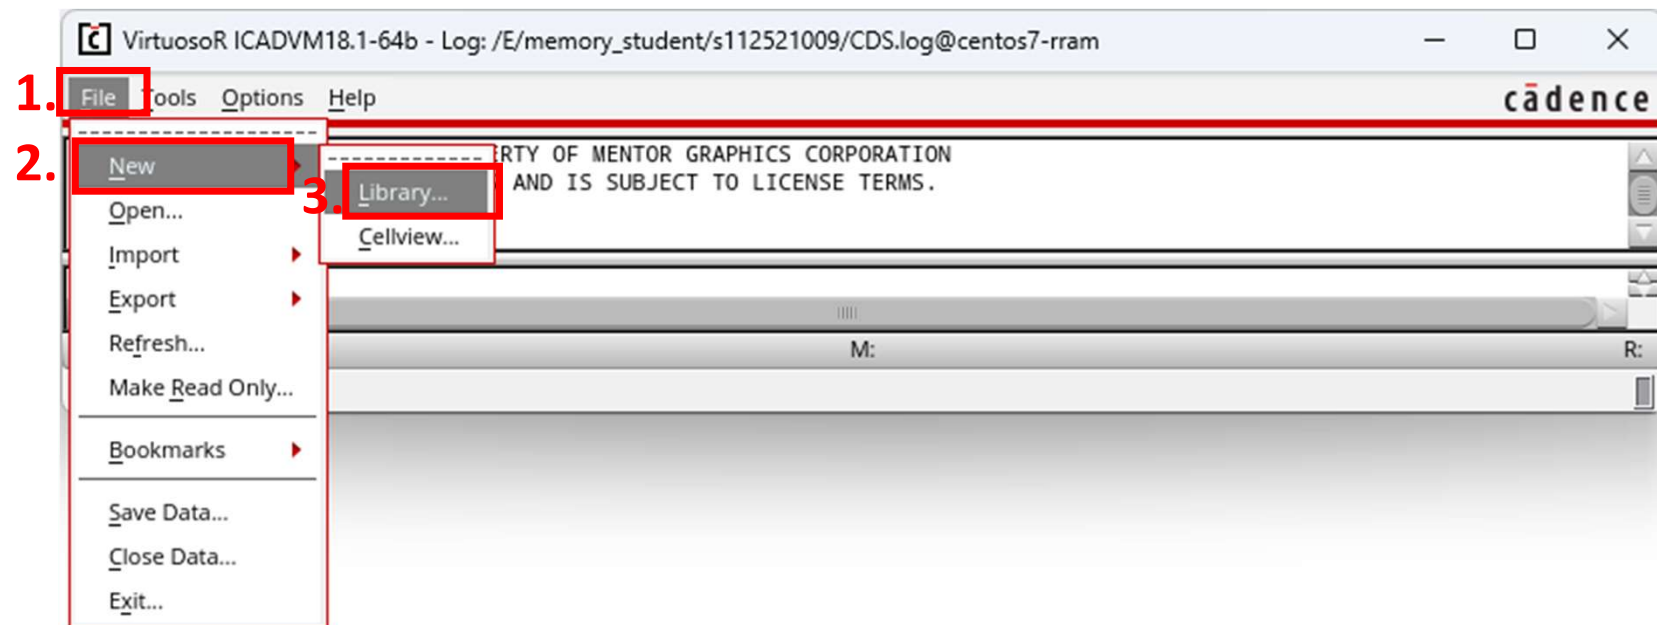 VirtuosoR ICADVM18.1-64b - Log: /E/memory_student/s112521009/CDS.log@centos7-rram
1. File Tools Options Help cādence
2. New
ERTY OF MENTOR GRAPHICS CORPORATION
AND IS SUBJECT TO LICENSE TERMS.
3. Library...
Cellview...
Open...
Import
Export
Refresh...
M: R:
Make Read Only...
Bookmarks
Save Data...
Close Data...
Exit...